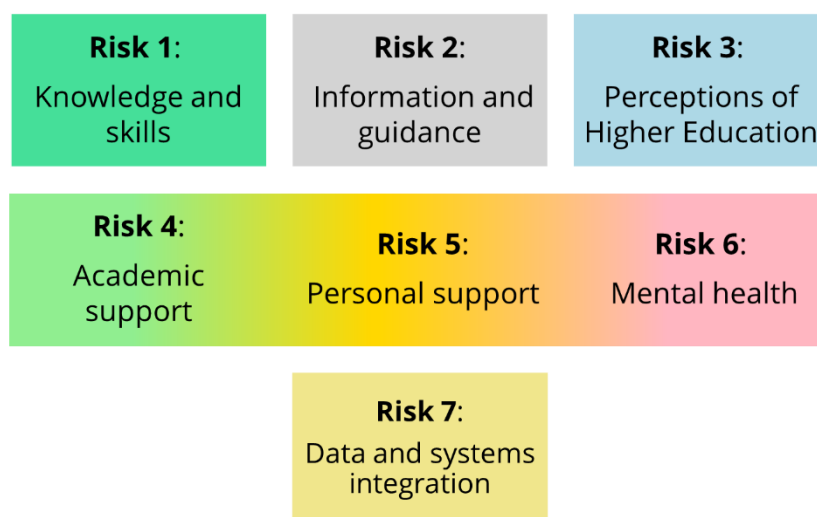 Risk 1:
Knowledge and
skills
Risk 2:
Information and
guidance
Risk 3:
Perceptions of
Higher Education
Risk 4:
Academic
support
Risk 5:
Personal support
Risk 6:
Mental health
Risk 7:
Data and systems
integration